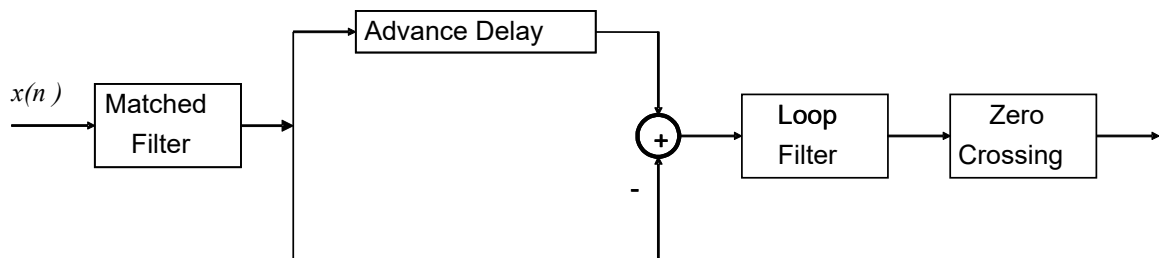 Advance Delay
x(n )
Matched
Filter
+
-
Loop
Filter
Zero
Crossing